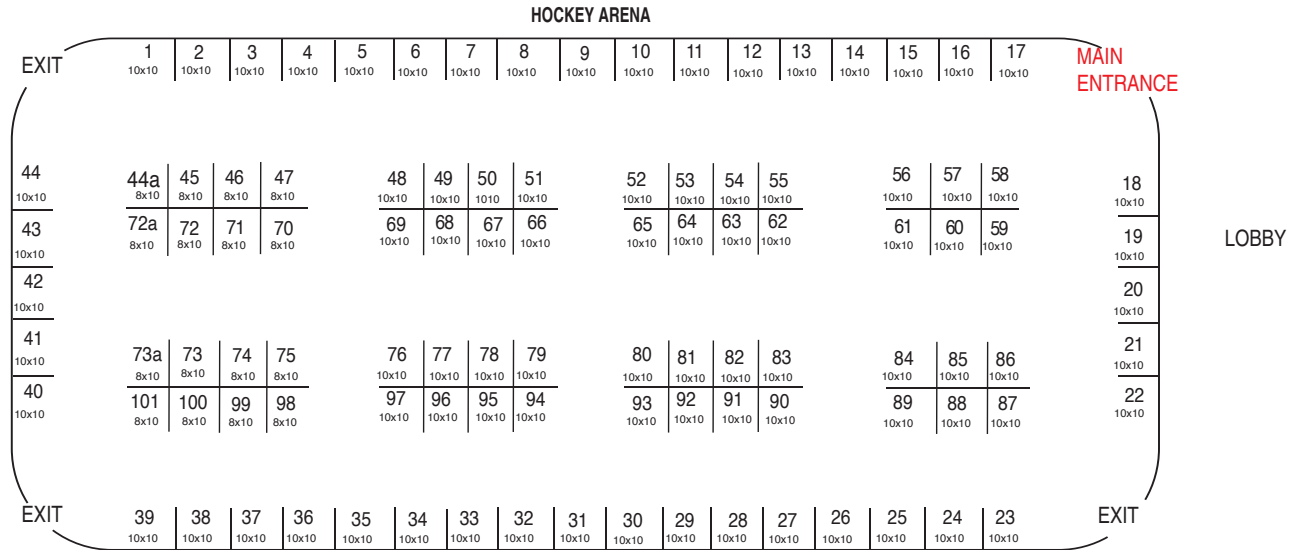 HOCKEY ARENA
EXIT
MAIN
ENTRANCE
1 2 3 4 5 6 7 8 9 10 11 12 13 14 15 16 17
10x10 10x10 10x10 10x10 10x10 10x10 10x10 10x10 10x10 10x10 10x10 10x10 10x10 10x10 10x10 10x10 10x10
44
10x10
43
10x10
42
10x10
41
10x10
40
10x10
44a 45 46 47
8x10 8x10 8x10 8x10
72a 72 71 70
8x10 8x10 8x10 8x10
48 49 50 51
10x10 10x10 1010 10x10
69 68 67 66
10x10 10x10 10x10 10x10
52 53 54 55
10x10 10x10 10x10 10x10
65 64 63 62
10x10 10x10 10x10 10x10
56 57 58
10x10 10x10 10x10
61 60 59
10x10 10x10 10x10
18
10x10
19
10x10
20
10x10
21
10x10
22
10x10
LOBBY
73a 73 74 75
8x10 8x10 8x10 8x10
101 100 99 98
8x10 8x10 8x10 8x10
76 77 78 79
10x10 10x10 10x10 10x10
97 96 95 94
10x10 10x10 10x10 10x10
80 81 82 83
10x10 10x10 10x10 10x10
93 92 91 90
10x10 10x10 10x10 10x10
84 85 86
10x10 10x10 10x10
89 88 87
10x10 10x10 10x10
EXIT
EXIT
39 38 37 36 35 34 33 32 31 30 29 28 27 26 25 24 23
10x10 10x10 10x10 10x10 10x10 10x10 10x10 10x10 10x10 10x10 10x10 10x10 10x10 10x10 10x10 10x10 10x10